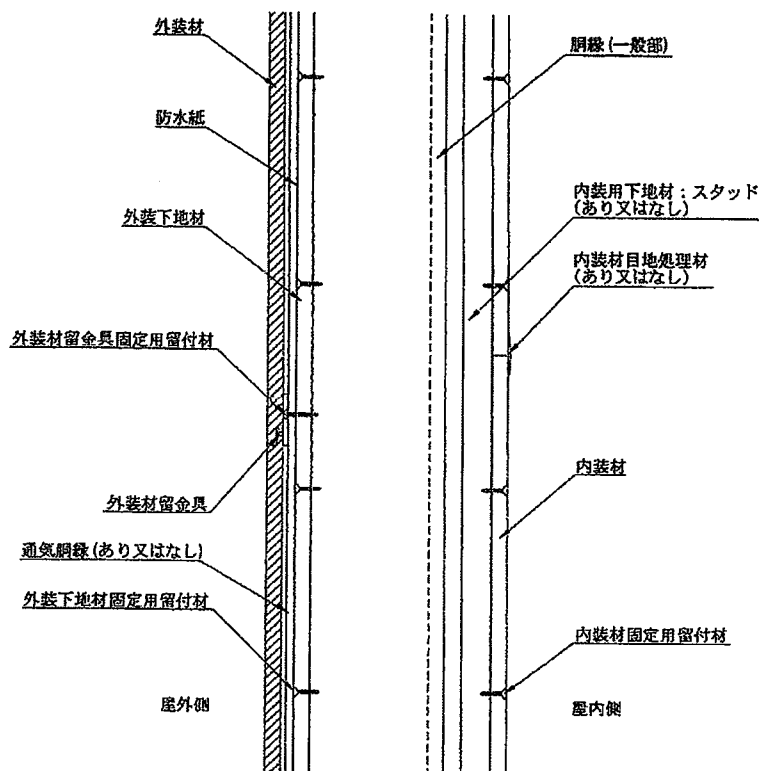 外装材
防水紙
外装下地材
外装材留金具固定用留付材
外装材留金具
通気胴縁(あり又はなし)
外装下地材固定用留付材
屋外側
胴縁(一般部)
内装用下地材:スタッド
(あり又はなし)
内装材目地処理材
(あり又はなし)
内装材
内装材固定用留付材
屋内側